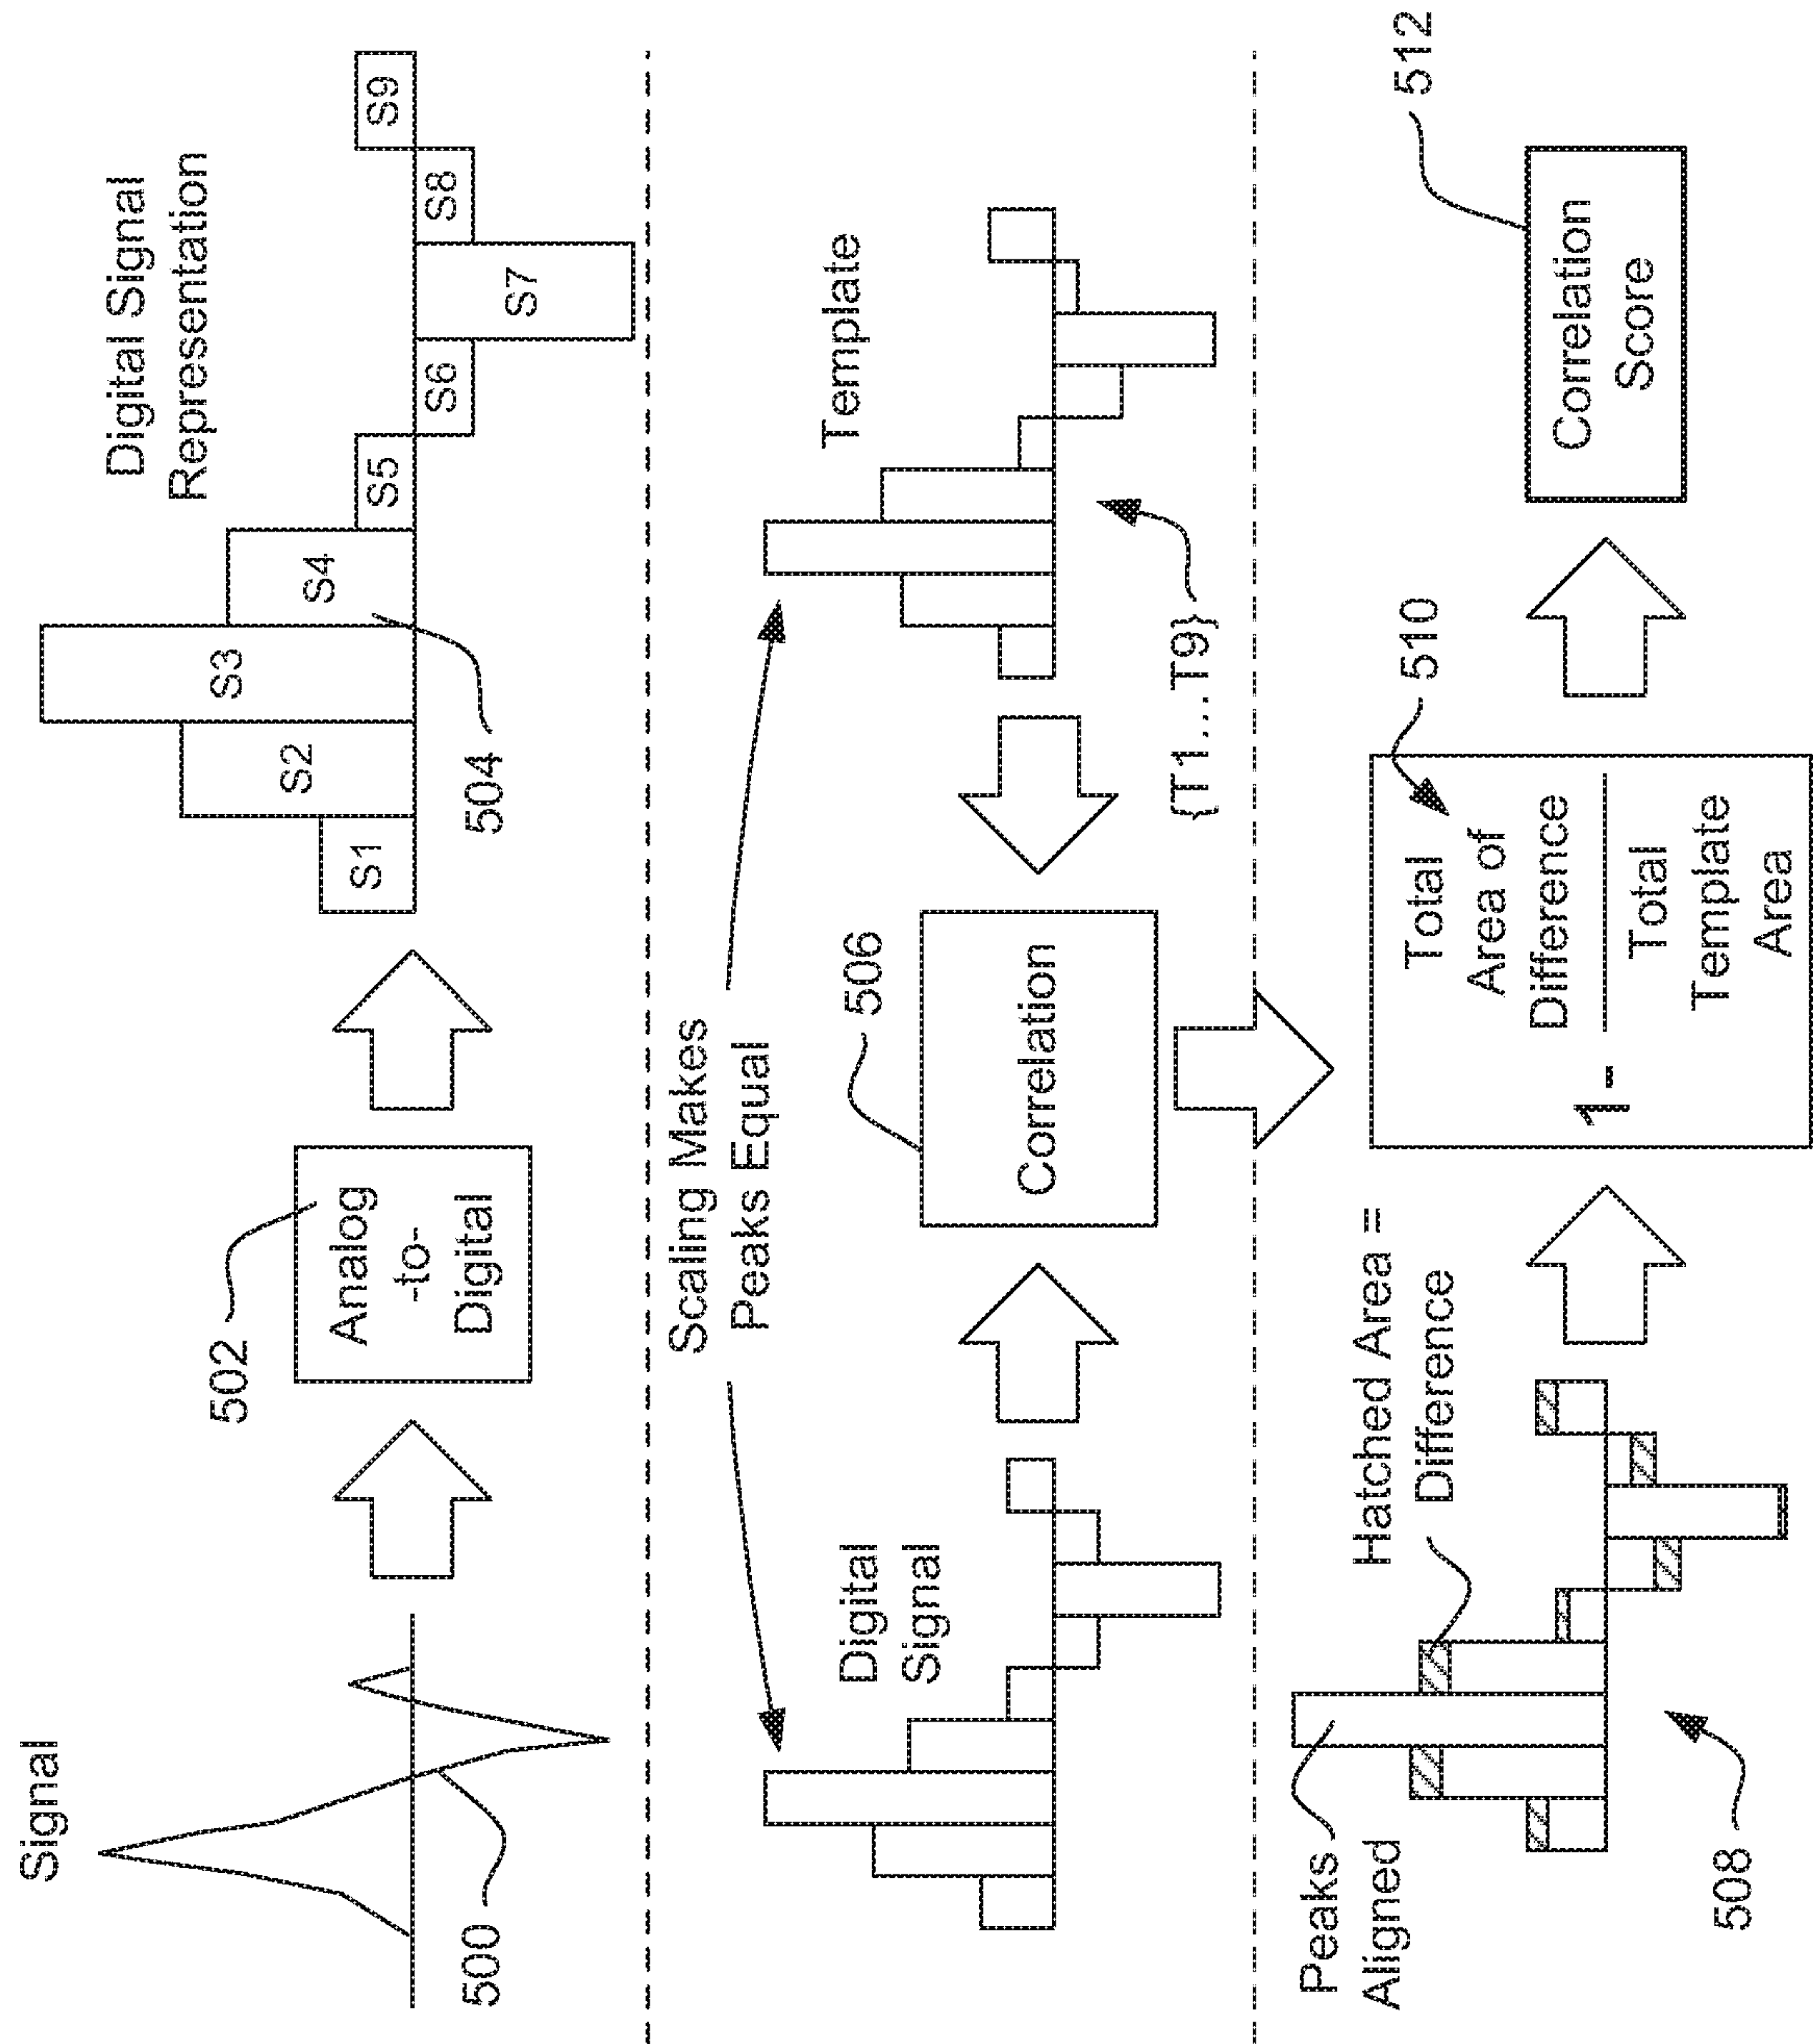 Signal
500
502
Analog
-to-
Digital
Digital Signal
Representation
S1
S2
S3
S4
S5
S6
S7
S8
S9
504
Scaling Makes
Peaks Equal
Digital
Signal
506
Correlation
Template
{T1...T9}
Peaks
Aligned
Hatched Area =
Difference
508
1-
Total
Area of
Difference
Total
Template
Area
510
Correlation
Score
512